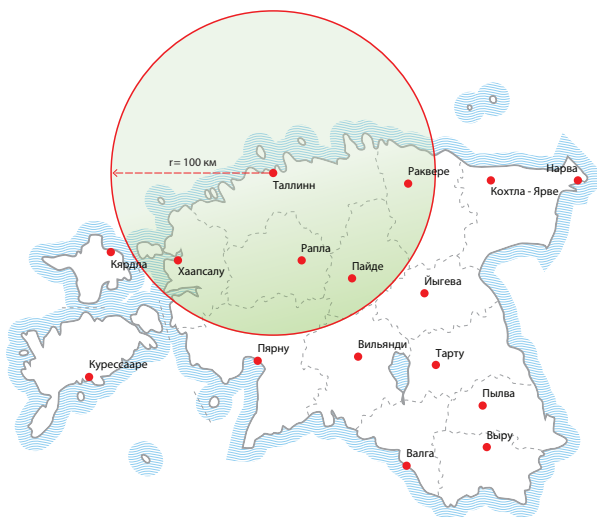 r= 100 км
Таллинн
Раквере
Нарва
Кохтла - Ярве
Кярдла
Хаапсалу
Рапла
Пайде
Йыгева
Пярну
Вильянди
Тарту
Курессааре
Пылва
Выру
Валга